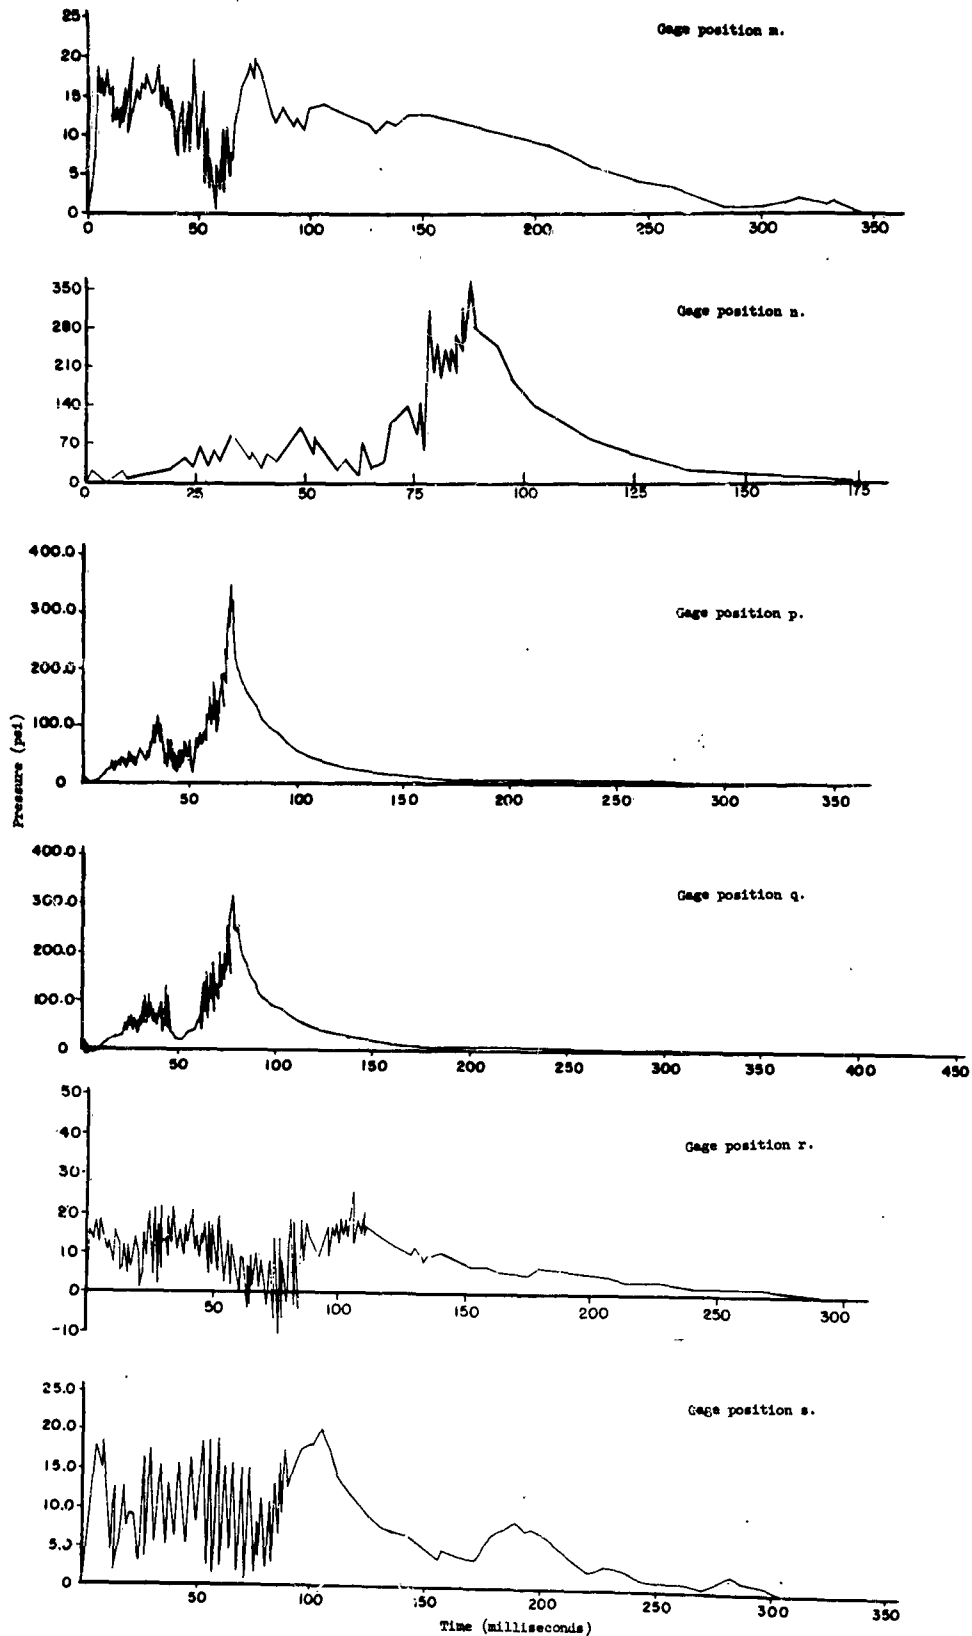 25
Gage position m.
20
15
10
5
0
0 50 100 150 200 250 300 350
350
Gage position n.
280
210
140
70
0
0 25 50 75 100 125 150 175
400.0
300.0
Gage position p.
200.0
100.0
0
50 100 150 200 250 300 350
Pressure (psi)
400.0
300.0
Gage position q.
200.0
100.0
0
50 100 150 200 250 300 350 400 450
50
40
Gage position r.
30
20
10
0
50 100 150 200 250 300
-10
25.0
Gage position s.
20.0
15.0
10.0
5.0
0
50 100 150 200 250 300 350
Time (milliseconds)